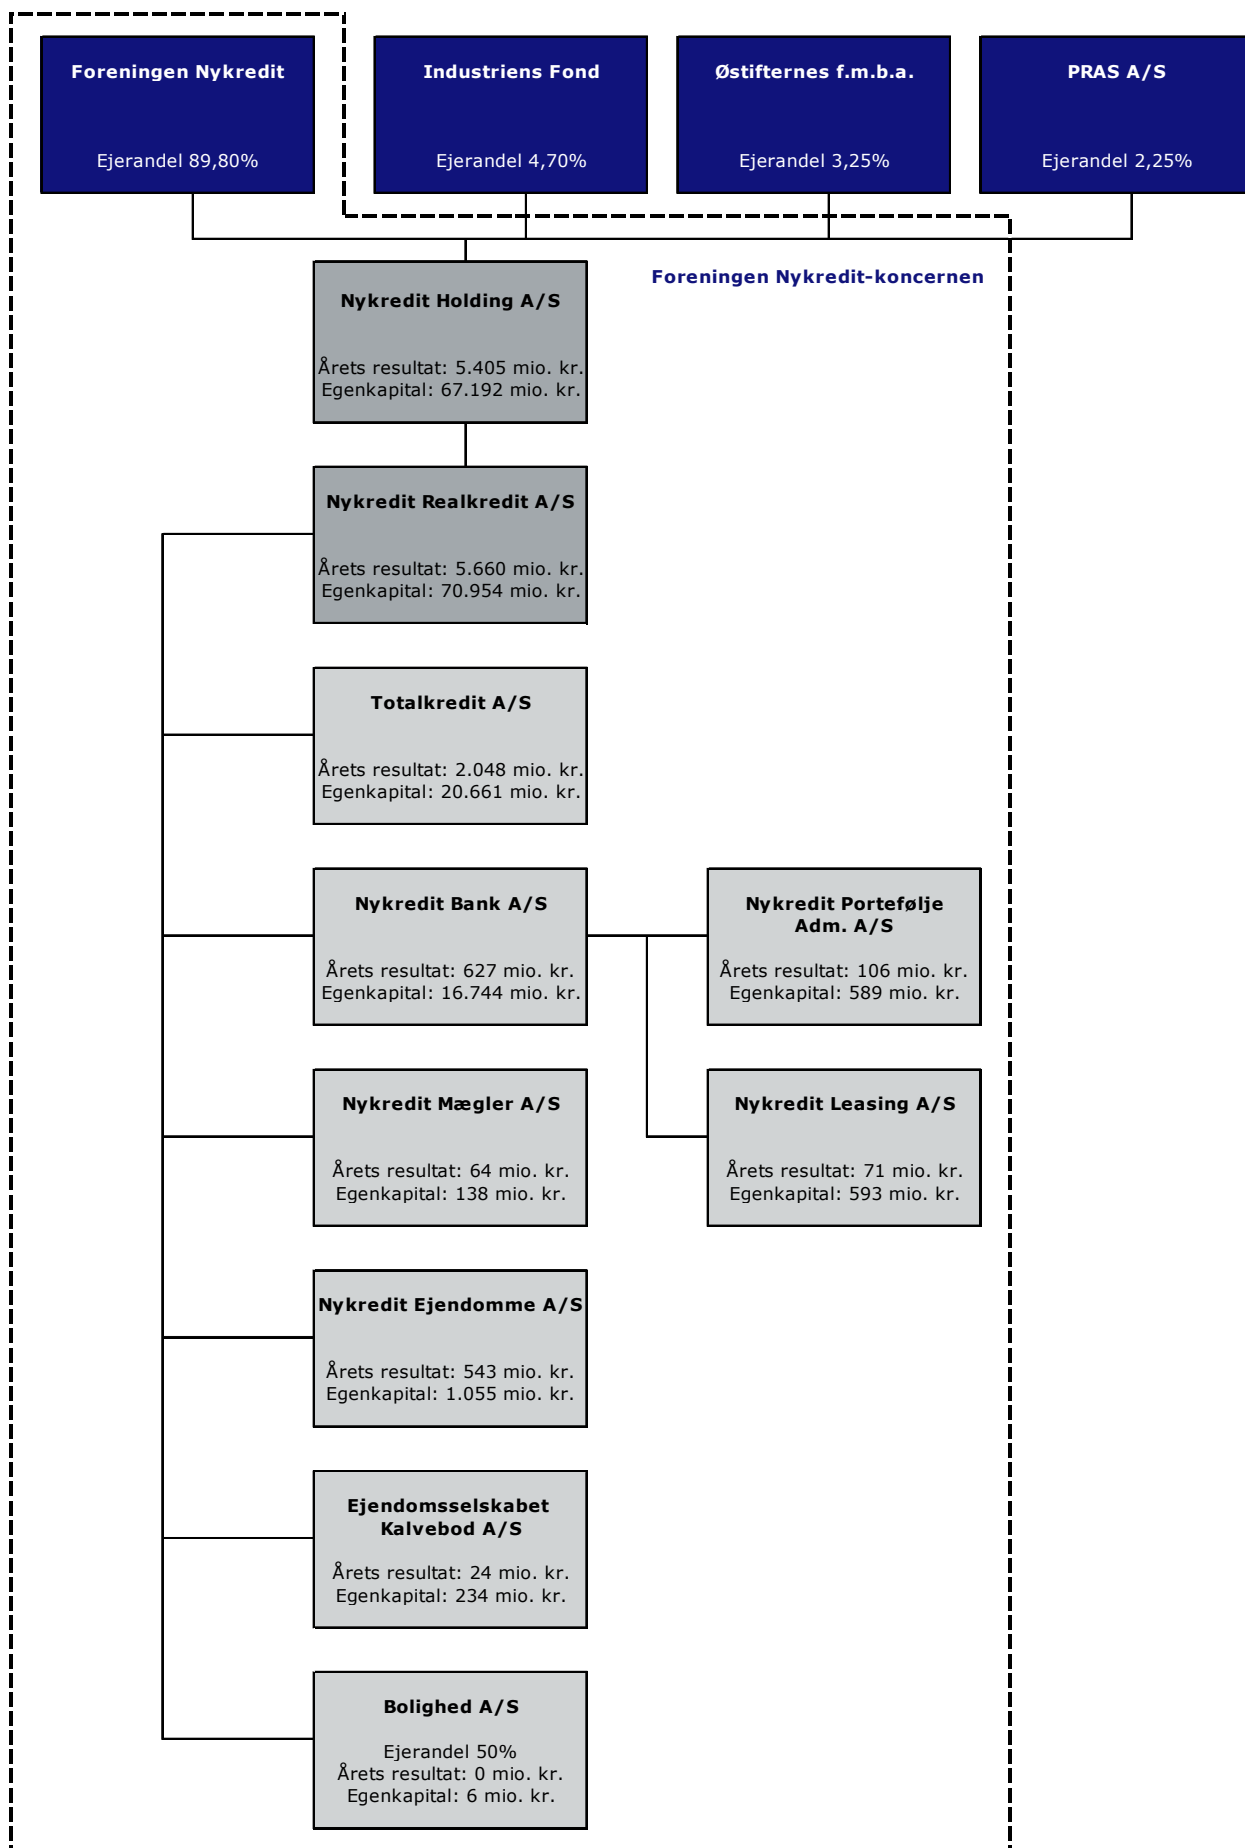 Foreningen Nykredit
Ejerandel 89,80%
Industriens Fond
Ejerandel 4,70%
Østifternes f.m.b.a.
Ejerandel 3,25%
PRAS A/S
Ejerandel 2,25%
Foreningen Nykredit-koncernen
Nykredit Holding A/S
Årets resultat: 5.405 mio. kr.
Egenkapital: 67.192 mio. kr.
Nykredit Realkredit A/S
Årets resultat: 5.660 mio. kr.
Egenkapital: 70.954 mio. kr.
Totalkredit A/S
Årets resultat: 2.048 mio. kr.
Egenkapital: 20.661 mio. kr.
Nykredit Bank A/S
Årets resultat: 627 mio. kr.
Egenkapital: 16.744 mio. kr.
Nykredit Portefølje
Adm. A/S
Årets resultat: 106 mio. kr.
Egenkapital: 589 mio. kr.
Nykredit Mægler A/S
Årets resultat: 64 mio. kr.
Egenkapital: 138 mio. kr.
Nykredit Leasing A/S
Årets resultat: 71 mio. kr.
Egenkapital: 593 mio. kr.
Nykredit Ejendomme A/S
Årets resultat: 543 mio. kr.
Egenkapital: 1.055 mio. kr.
Ejendomsselskabet
Kalvebod A/S
Årets resultat: 24 mio. kr.
Egenkapital: 234 mio. kr.
Bolighed A/S
Ejerandel 50%
Årets resultat: 0 mio. kr.
Egenkapital: 6 mio. kr.